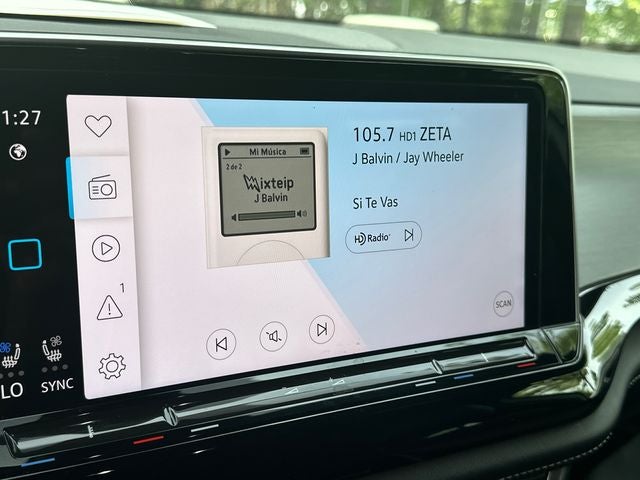 1:27
Mi Música
2 de 2
Mixteip
J Balvin
105.7 HD1 ZETA
J Balvin / Jay Wheeler
Si Te Vas
HD Radio
SCAN
1
LO
SYNC